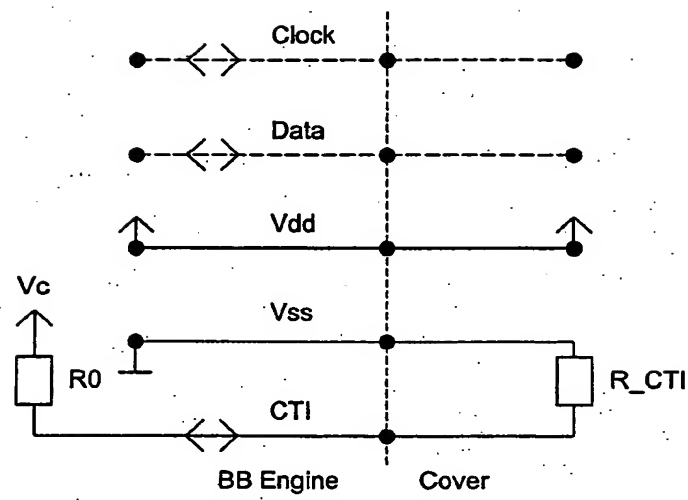 Clock
Data
Vdd
Vc
Vss
R0
R_CTI
CTI
BB Engine
Cover